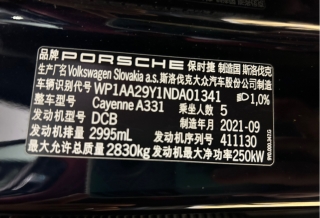 品牌 PORSCHE 保时捷 制造国 斯洛伐克
生产厂名 Volkswagen Slovakia a.s. 斯洛伐克大众汽车股份公司
车辆识别代号 WP1AA29Y1NDA01341 1,0%
车辆型号 Cayenne A331 乘坐人数 5
发动机型号 DCB 制造年月 2021-09
发动机排量 2995mL 发动机序列号 411130
最大允许总质量 2830kg 发动机最大净功率 250kW